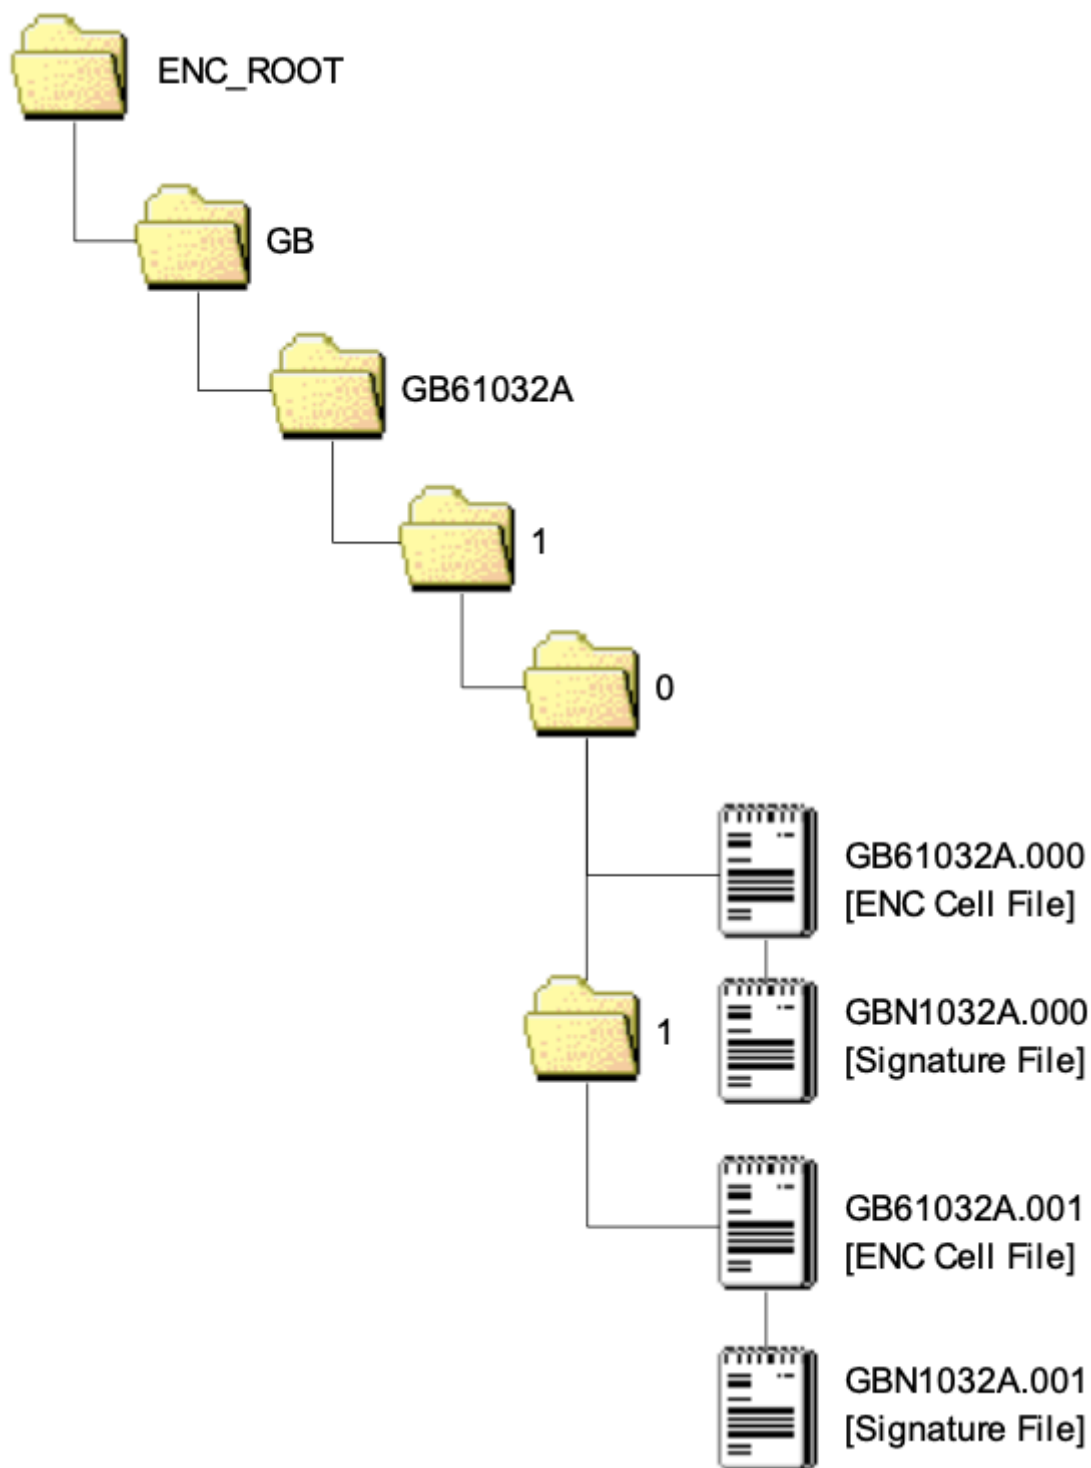 ENC_ROOT
GB
GB61032A
1
0
GB61032A.000
[ENC Cell File]
1
GBN1032A.000
[Signature File]
GB61032A.001
[ENC Cell File]
GBN1032A.001
[Signature File]